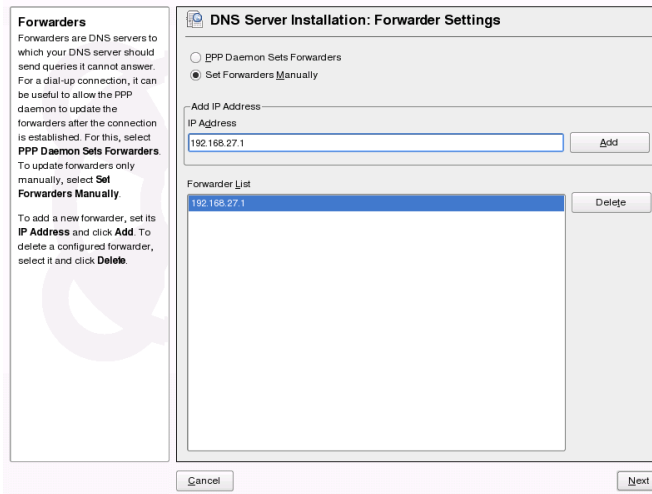 Forwarders
Forwarders are DNS servers to
which your DNS server should
send queries it cannot answer.
For a dial-up connection, it can
be useful to allow the PPP
daemon to update the
forwarders after the connection
is established. For this, select
PPP Daemon Sets Forwarders.
To update forwarders only
manually, select Set
Forwarders Manually.
To add a new forwarder, set its
IP Address and click Add. To
delete a configured forwarder,
select it and click Delete.
DNS Server Installation: Forwarder Settings
PPP Daemon Sets Forwarders
Set Forwarders Manually
Add IP Address
IP Address
192.168.27.1
Add
Forwarder List
192.168.27.1
Delete
Cancel
Next